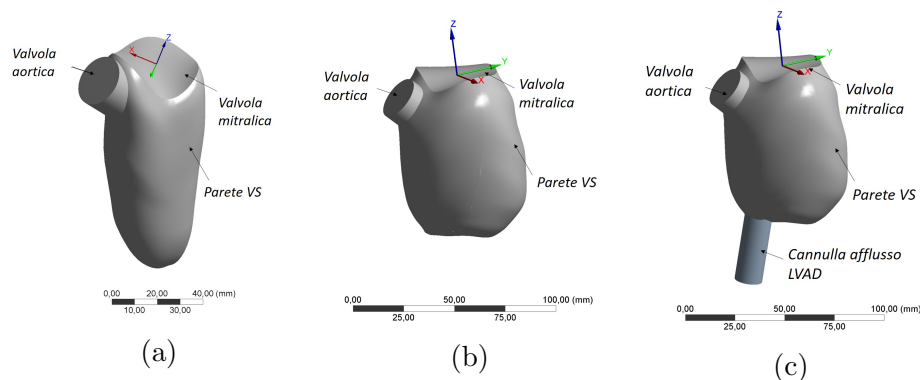 Valvola
aortica
X
Z
Valvola
mitralica
Parete VS
0,00
20,00
40,00 (mm)
10,00
30,00
(a)
Z
Y
X
Valvola
aortica
Valvola
mitralica
Parete VS
0,00
50,00
100,00 (mm)
25,00
75,00
(b)
Z
Y
X
Valvola
aortica
Valvola
mitralica
Parete VS
Cannulla afflusso
LVAD
0,00
50,00
100,00 (mm)
25,00
75,00
(c)